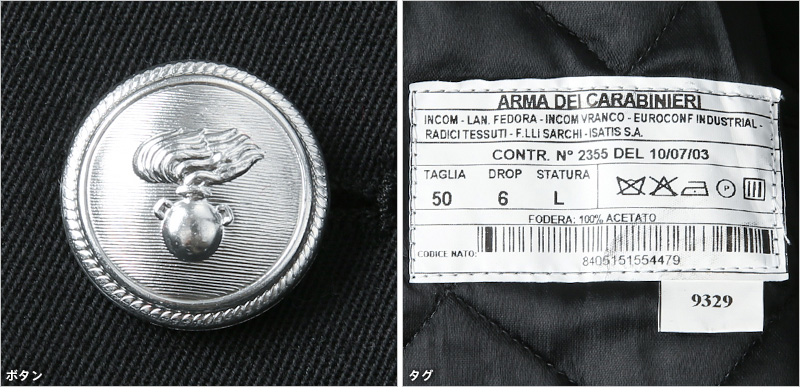 ボタン
ARMA DEI CARABINIERI
INCOM - LAN. FEDORA - INCOM VRANCO - EUROCONF INDUSTRIAL -
RADICI TESSUTI - F.LLI SARCHI - ISATIS S.A.
CONTR. N° 2355 DEL 10/07/03
TAGLIA DROP STATURA
50 6 L
FODERA: 100% ACETATO
CODICE NATO:
8405151554479
9329
タグ